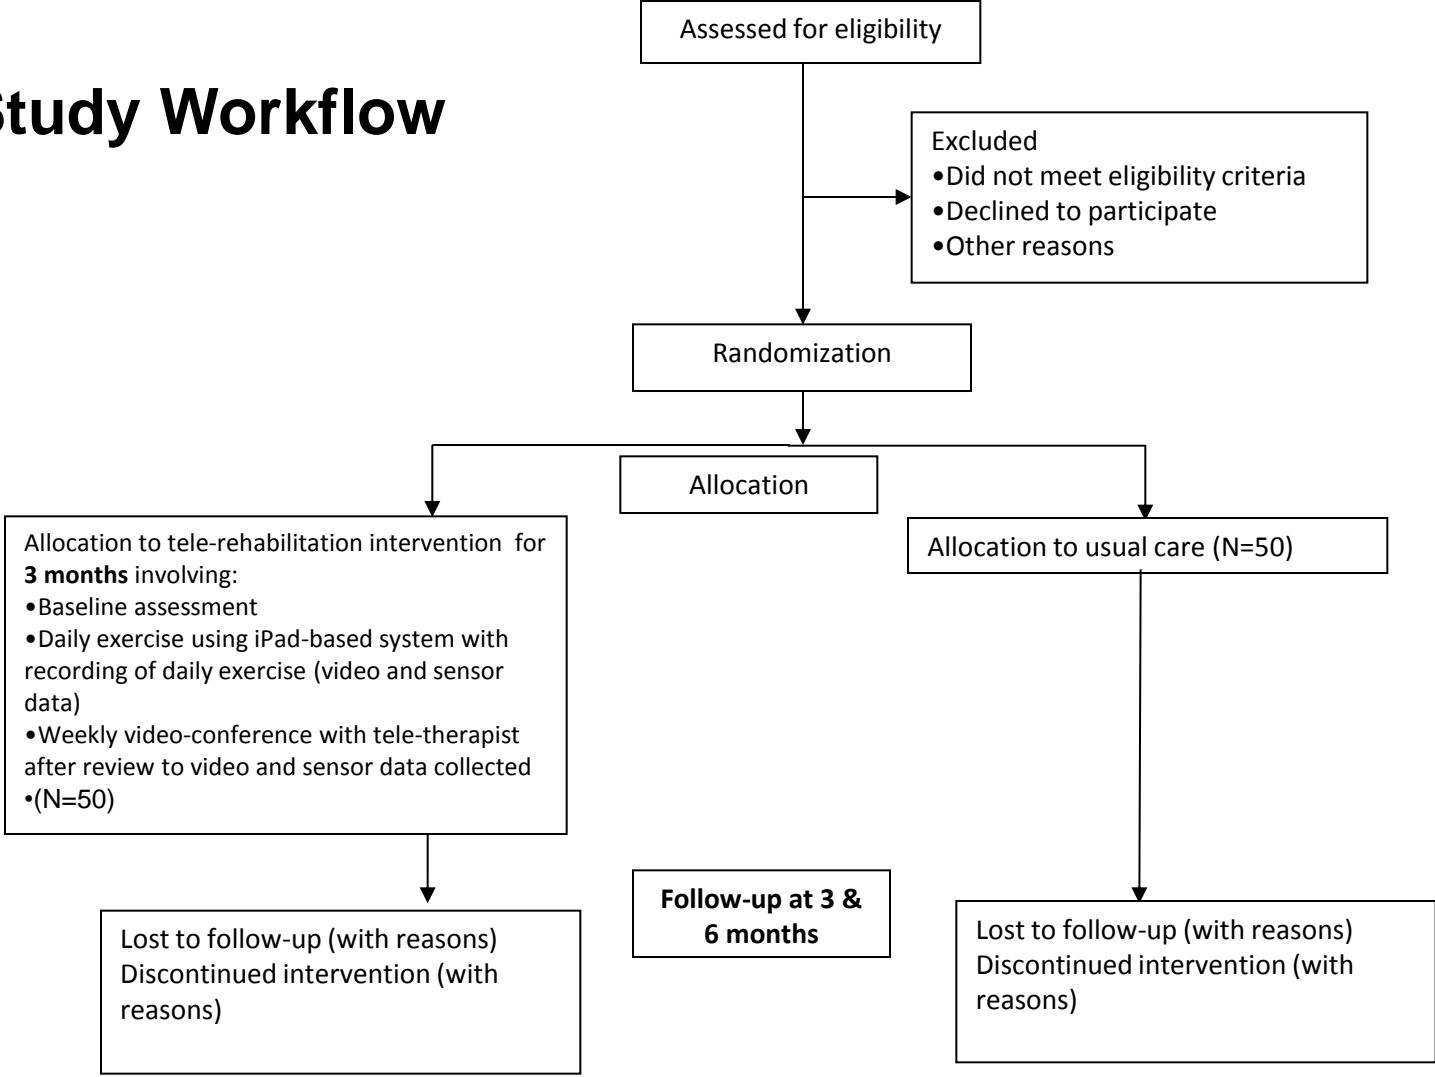 Assessed for eligibility
Study Workflow
Excluded
•Did not meet eligibility criteria
•Declined to participate
•Other reasons
Randomization
Allocation
Allocation to tele-rehabilitation intervention for
3 months involving:
•Baseline assessment
•Daily exercise using iPad-based system with
recording of daily exercise (video and sensor
data)
•Weekly video-conference with tele-therapist
after review to video and sensor data collected
•(N=50)
Allocation to usual care (N=50)
Follow-up at 3 &
6 months
Lost to follow-up (with reasons)
Discontinued intervention (with
reasons)
Lost to follow-up (with reasons)
Discontinued intervention (with
reasons)